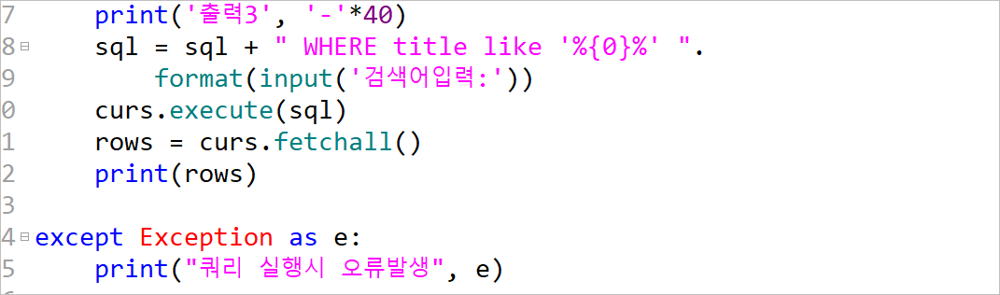 7 print('출력3', '-'*40)
8 sql = sql + " WHERE title like '%{0}%' ".
9 format(input('검색어입력:'))
0 curs.execute(sql)
1 rows = curs.fetchall()
2 print(rows)
3
4 except Exception as e:
5 print("쿼리 실행시 오류발생", e)